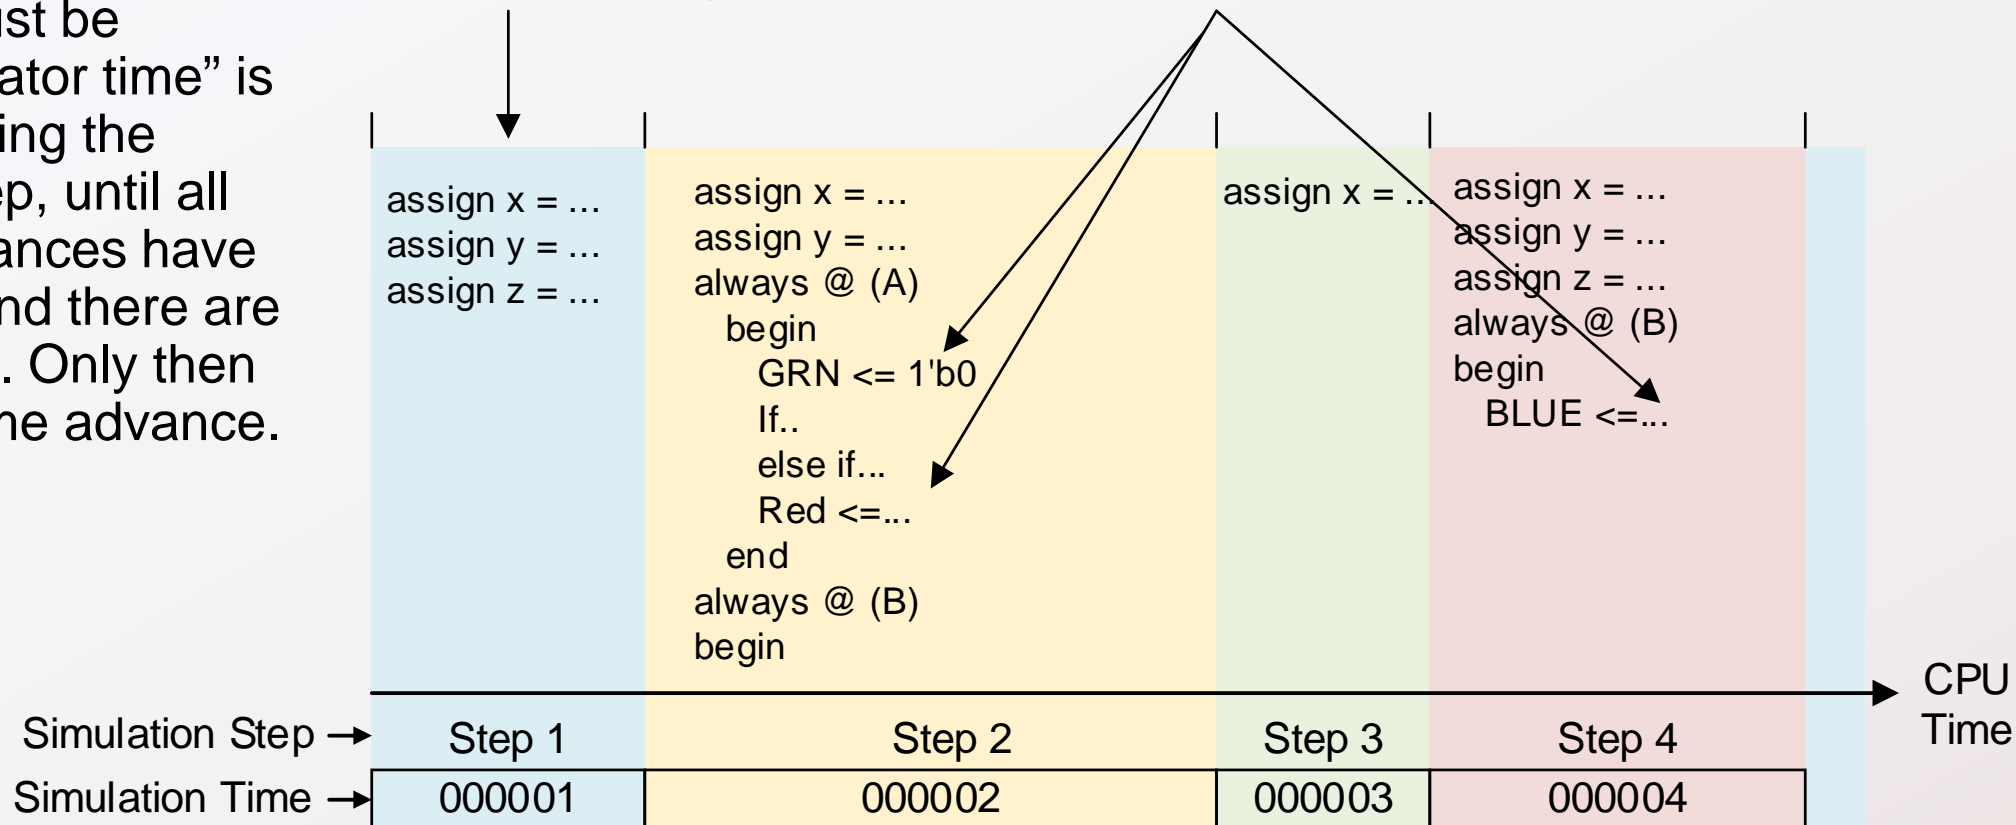 ust be
ator time” is
ing the
ep, until all
ances have
nd there are
. Only then
me advance.
assign x = ...
assign y = ...
assign z = ...
assign x = ...
assign y = ...
always @ (A)
begin
GRN <= 1'b0
If..
else if...
Red <=...
end
always @ (B)
begin
assign x = ...
assign x = ...
assign y = ...
assign z = ...
always @ (B)
begin
BLUE <=...
CPU
Time
Simulation Step
Step 1
Step 2
Step 3
Step 4
Simulation Time
000001
000002
000003
000004